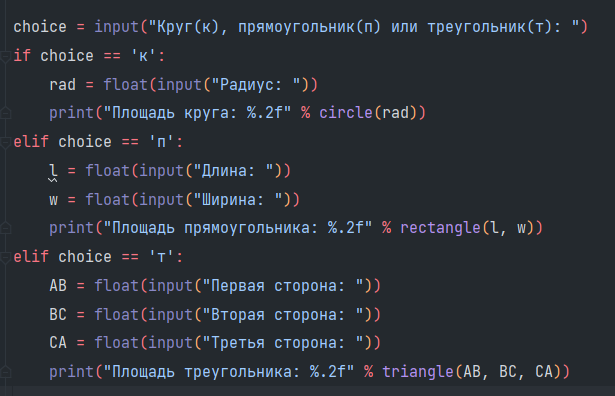 choice = input("Круг(к), прямоугольник(п) или треугольник(т): ")
if choice == 'к':
    rad = float(input("Радиус: "))
    print("Площадь круга: %.2f" % circle(rad))
elif choice == 'п':
    l = float(input("Длина: "))
    w = float(input("Ширина: "))
    print("Площадь прямоугольника: %.2f" % rectangle(l, w))
elif choice == 'т':
    AB = float(input("Первая сторона: "))
    BC = float(input("Вторая сторона: "))
    CA = float(input("Третья сторона: "))
    print("Площадь треугольника: %.2f" % triangle(AB, BC, CA))